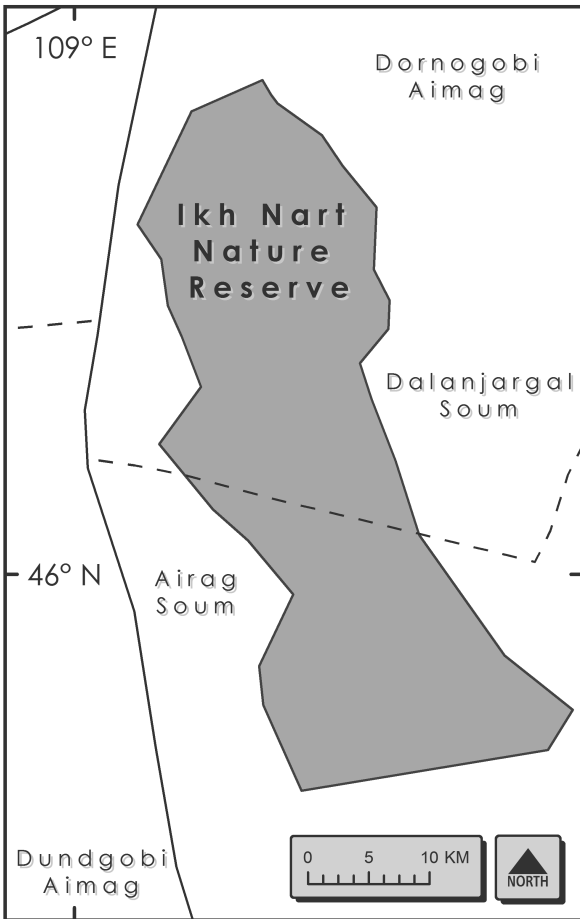 109° E
Dornogobi
Aimag
Ikh Nart
Nature
Reserve
Dalanjargal
Soum
46° N
Airag
Soum
Dundgobi
Aimag
0 5 10 KM
NORTH